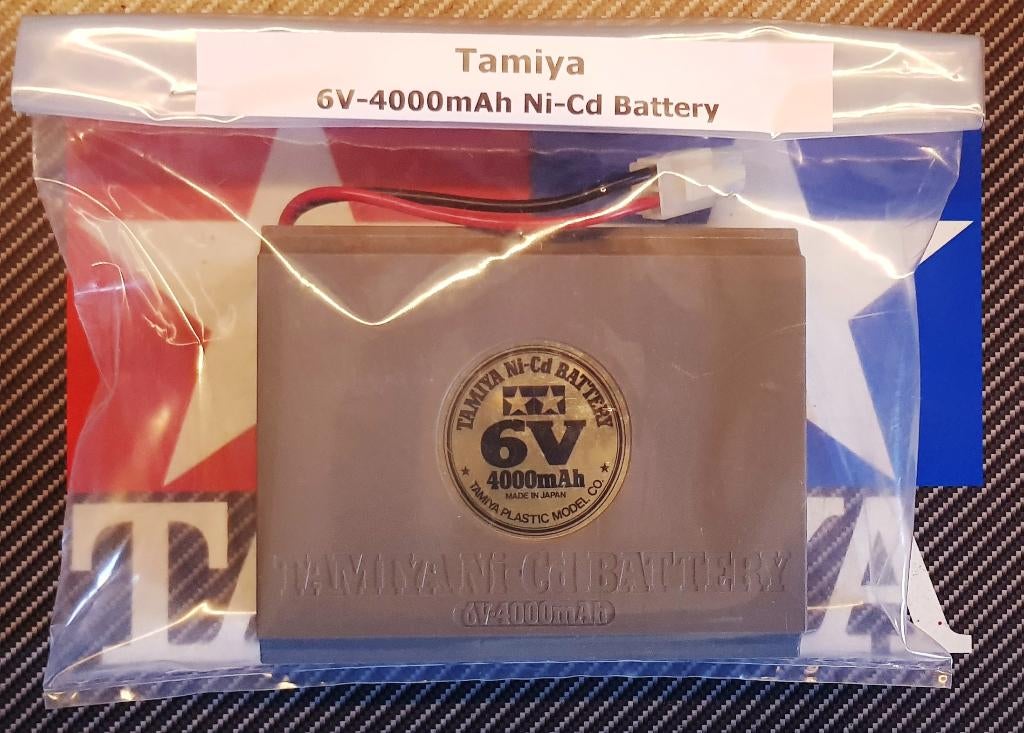 Tamiya
6V-4000mAh Ni-Cd Battery
TAMIYA Ni-Cd BATTERY
6V
4000mAh
MADE IN JAPAN
TAMIYA PLASTIC MODEL CO.
TAMIYA Ni-Cd BATTERY
6V-4000mAh